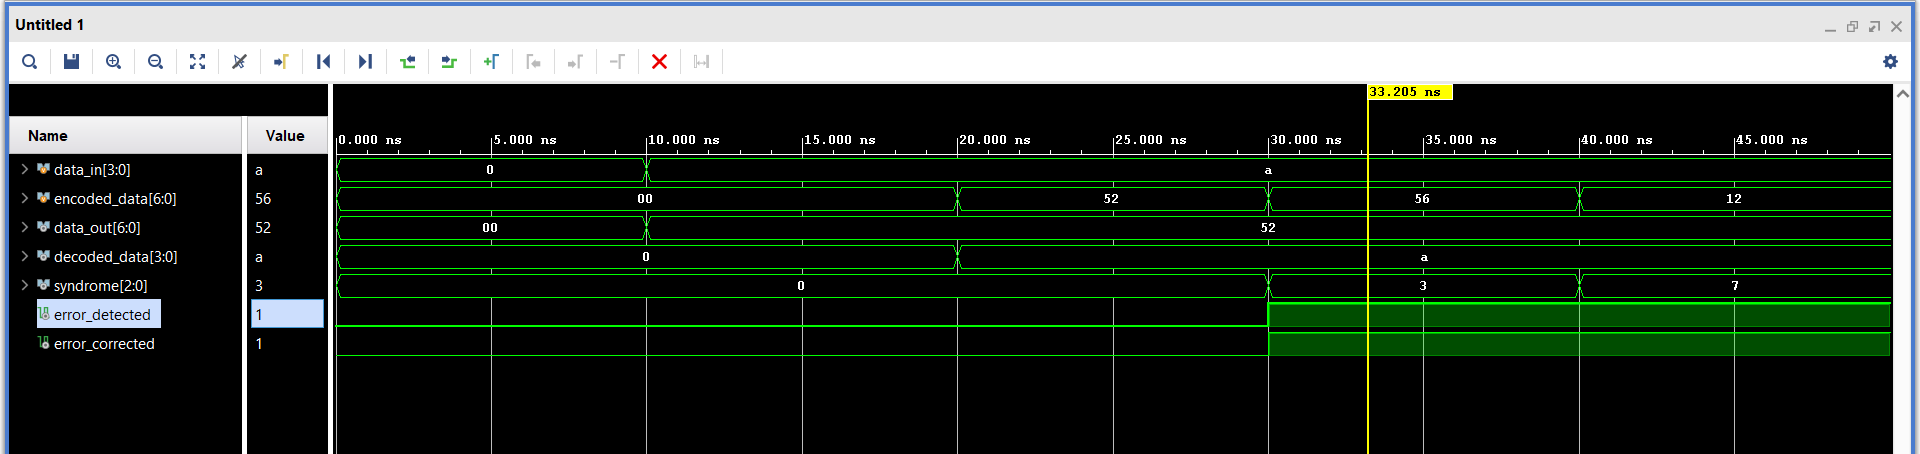 Untitled 1
33.205 ns
Name Value
0.000 ns 5.000 ns 10.000 ns 15.000 ns 20.000 ns 25.000 ns 30.000 ns 35.000 ns 40.000 ns 45.000 ns
data_in[3:0] a 0 a
encoded_data[6:0] 56 00 52 56 12
data_out[6:0] 52 00 52
decoded_data[3:0] a 0 a
syndrome[2:0] 3 0 3 7
error_detected 1
error_corrected 1